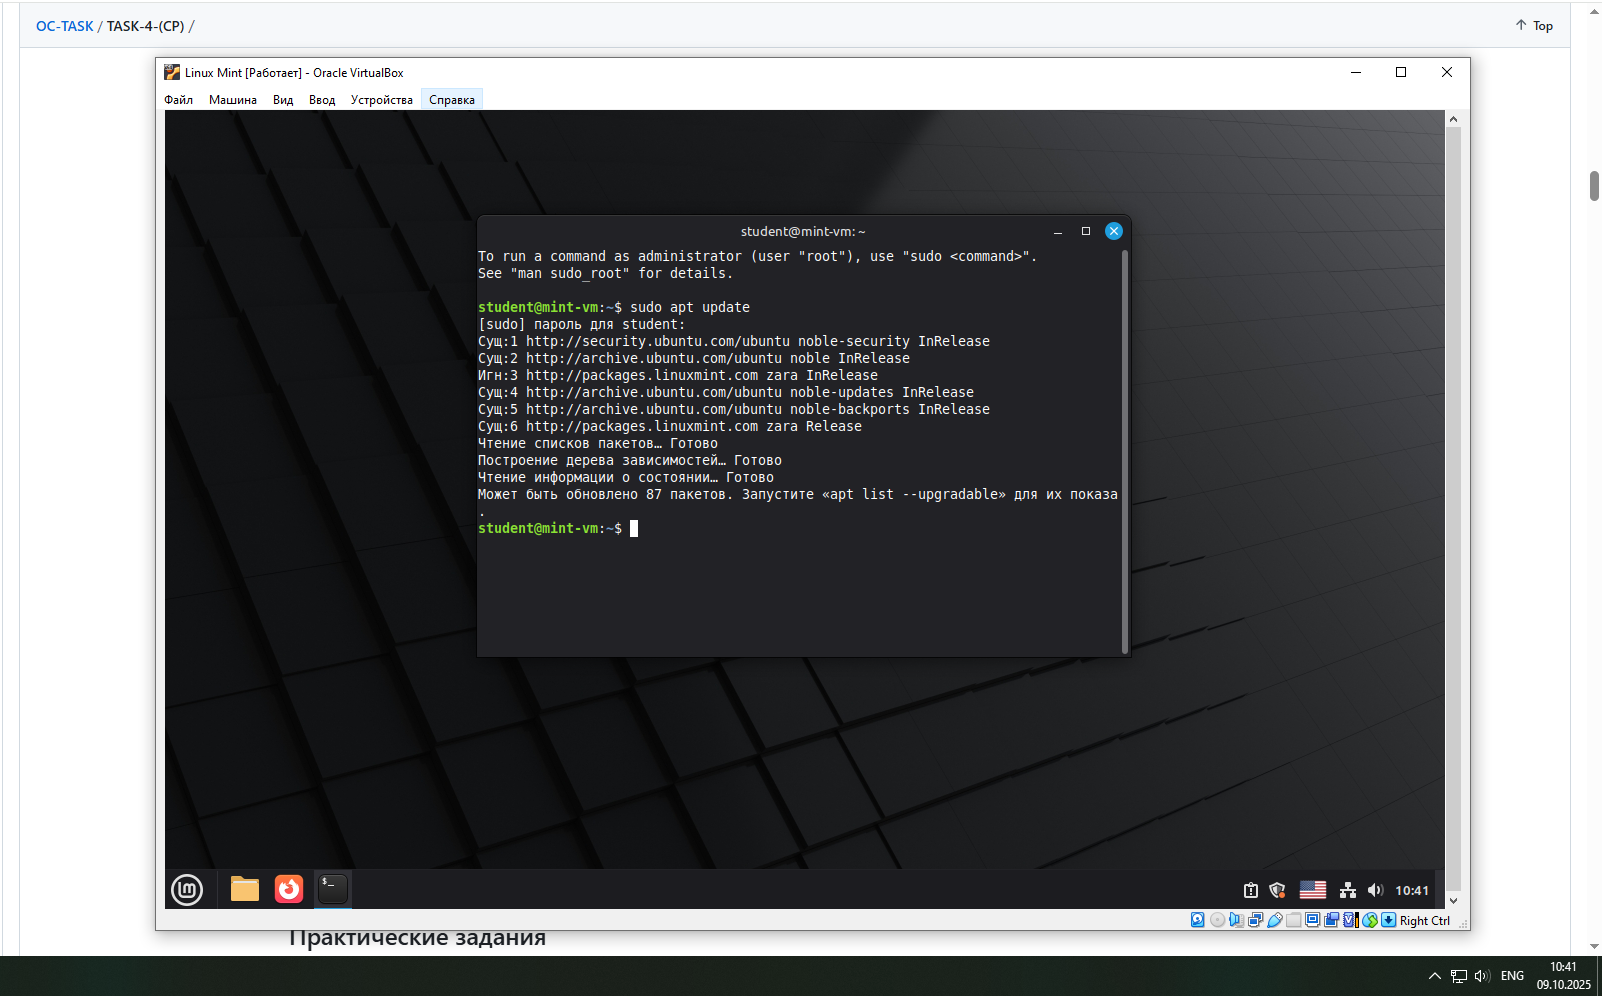 OC-TASK / TASK-4-(CP) /
Top
Linux Mint [Работает] - Oracle VirtualBox
Файл Машина Вид Ввод Устройства Справка
student@mint-vm: ~
To run a command as administrator (user "root"), use "sudo <command>".
See "man sudo_root" for details.
student@mint-vm:~$ sudo apt update
[sudo] пароль для student:
Сущ:1 http://security.ubuntu.com/ubuntu noble-security InRelease
Сущ:2 http://archive.ubuntu.com/ubuntu noble InRelease
Игн:3 http://packages.linuxmint.com zara InRelease
Сущ:4 http://archive.ubuntu.com/ubuntu noble-updates InRelease
Сущ:5 http://archive.ubuntu.com/ubuntu noble-backports InRelease
Сущ:6 http://packages.linuxmint.com zara Release
Чтение списков пакетов… Готово
Построение дерева зависимостей… Готово
Чтение информации о состоянии… Готово
Может быть обновлено 87 пакетов. Запустите «apt list --upgradable» для их показа
.
student@mint-vm:~$
10:41
Right Ctrl
Практические задания
ENG
10:41
09.10.2025